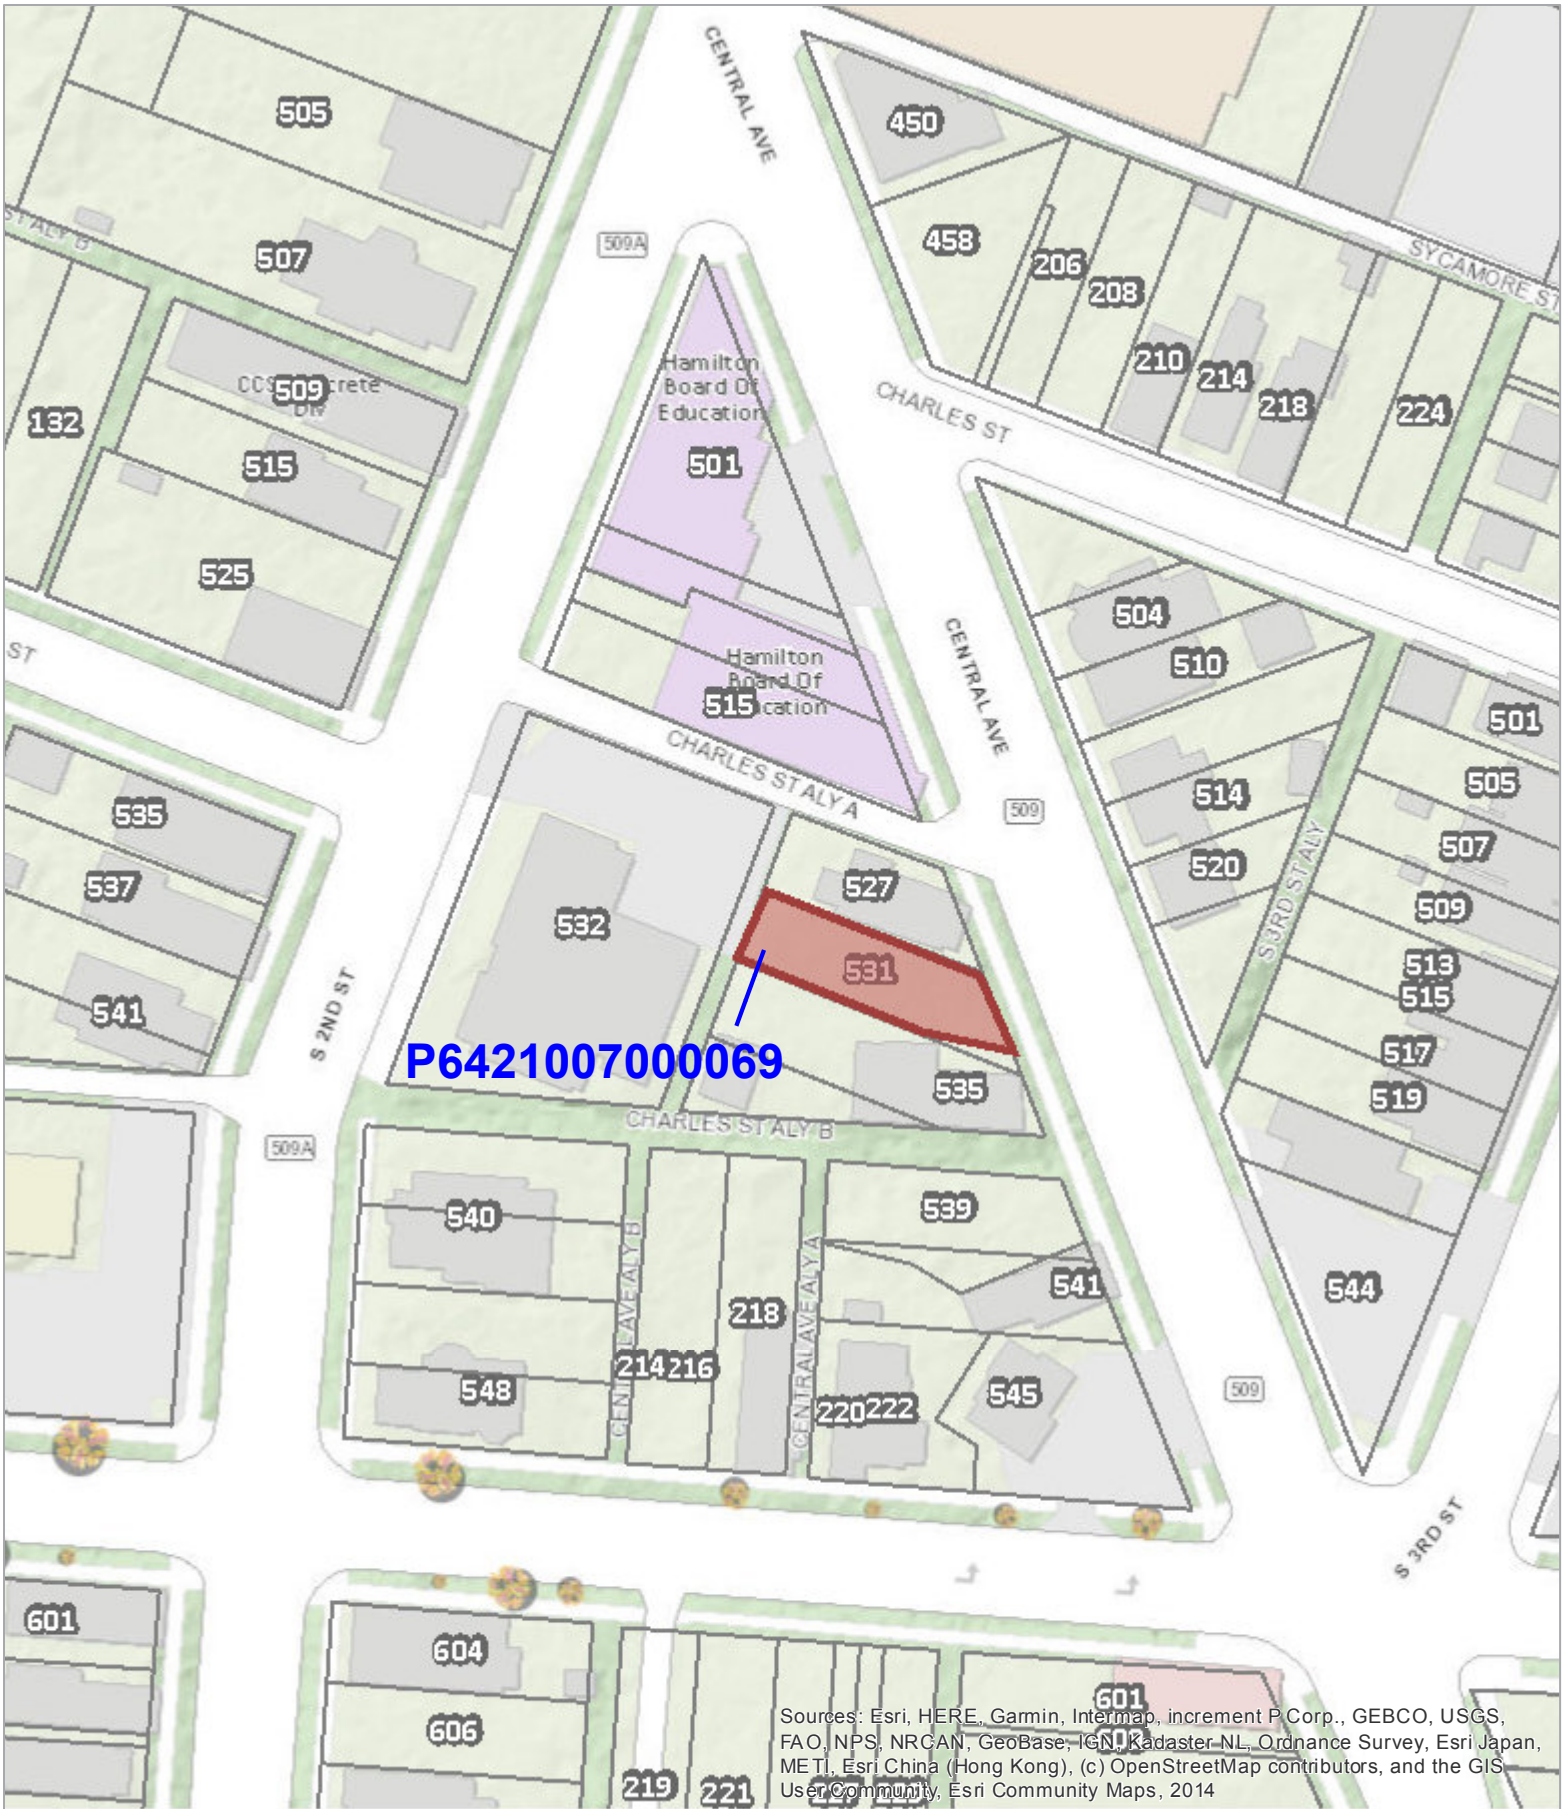 CENTRAL AVE
505
450
ST ALY B
507
509A
458
206
208
SYCAMORE ST
132
509
515
525
Hamilton
Board Of
Education
501
CHARLES ST
210
214
218
224
ST
Hamilton
Board Of
515
CHARLES ST ALY A
CENTRAL AVE
504
510
501
509
514
505
520
507
S 3RD ST ALY
509
513
515
517
519
535
537
541
S 2ND ST
532
527
531
P6421007000069
535
CHARLES ST ALY B
509A
540
548
CENTRAL AVE ALY B
214
216
218
CENTRAL AVE ALY A
539
541
220
222
545
544
509
S 3RD ST
601
604
606
219
221
601
Sources: Esri, HERE, Garmin, Intermap, increment P Corp., GEBCO, USGS,
FAO, NPS, NRCAN, GeoBase, IGN, Kadaster NL, Ordnance Survey, Esri Japan,
METI, Esri China (Hong Kong), (c) OpenStreetMap contributors, and the GIS
User Community, Esri Community Maps, 2014